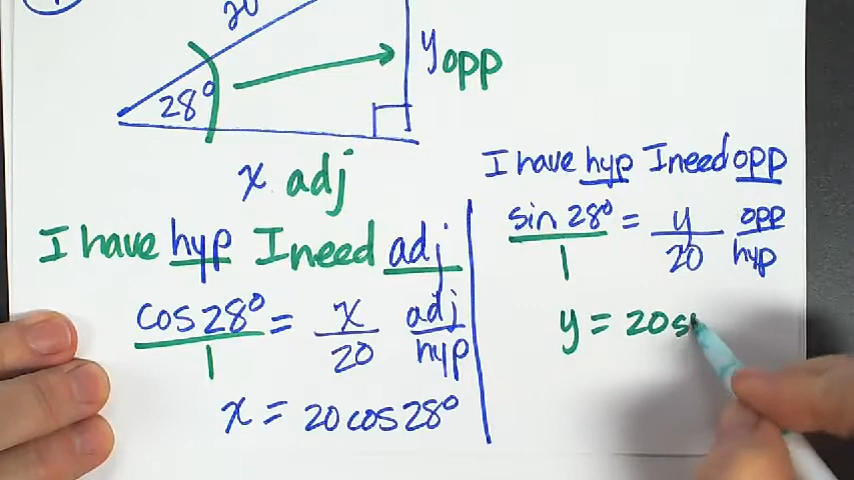 20
28°
y opp
x adj
I have hyp I need adj
cos 28° = x/20 adj/hyp
1
x = 20 cos 28°
I have hyp I need opp
sin 28° = y/20 opp/hyp
1
y = 20 s